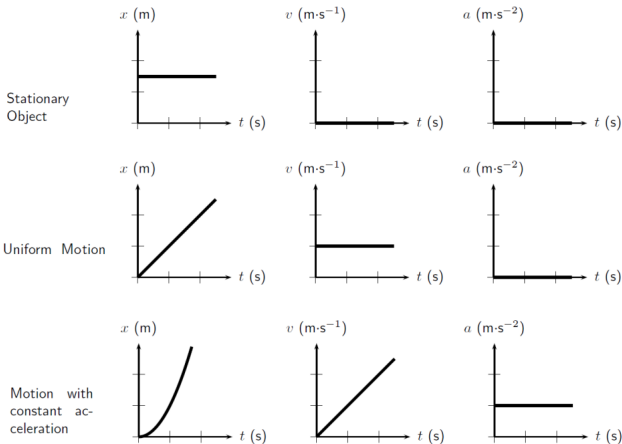 x (m) v (m·s⁻¹) a (m·s⁻²)
Stationary
Object
t (s) t (s) t (s)
x (m) v (m·s⁻¹) a (m·s⁻²)
Uniform Motion
t (s) t (s) t (s)
x (m) v (m·s⁻¹) a (m·s⁻²)
Motion with
constant ac-
celeration
t (s) t (s) t (s)